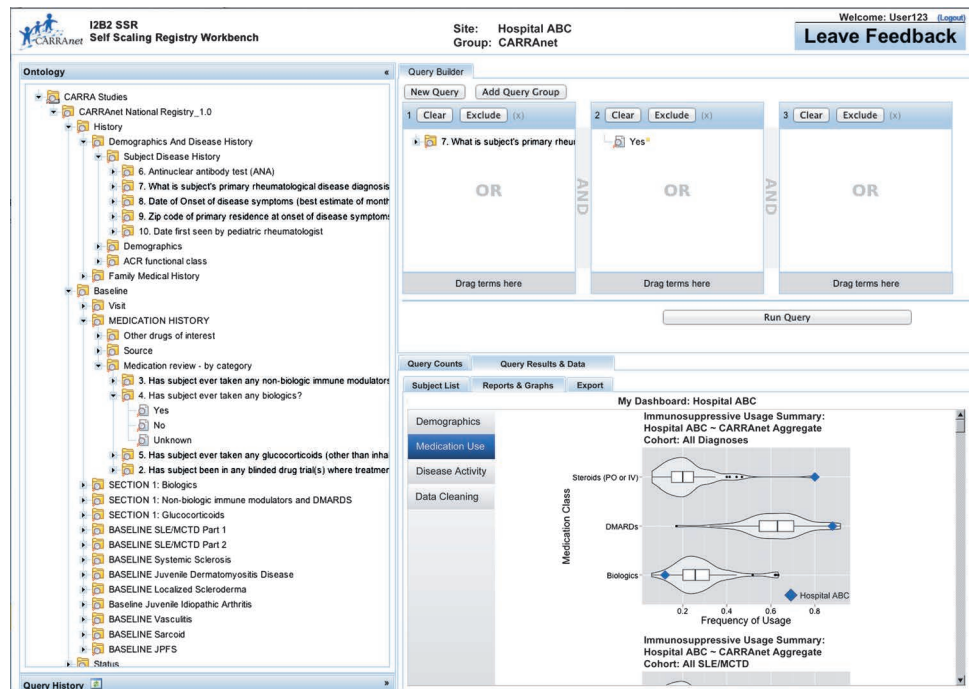 CARRAnet
I2B2 SSR
Self Scaling Registry Workbench
Site: Hospital ABC
Group: CARRAnet
Welcome: User123 (Logout)
Leave Feedback
Ontology «
CARRA Studies
CARRAnet National Registry_1.0
History
Demographics And Disease History
Subject Disease History
6. Antinuclear antibody test (ANA)
7. What is subject's primary rheumatological disease diagnosis
8. Date of Onset of disease symptoms (best estimate of month
9. Zip code of primary residence at onset of disease symptoms
10. Date first seen by pediatric rheumatologist
Demographics
ACR functional class
Family Medical History
Baseline
Visit
MEDICATION HISTORY
Other drugs of interest
Source
Medication review - by category
3. Has subject ever taken any non-biologic immune modulators
4. Has subject ever taken any biologics?
Yes
No
Unknown
5. Has subject ever taken any glucocorticoids (other than inha
2. Has subject been in any blinded drug trial(s) where treatmen
SECTION 1: Biologics
SECTION 1: Non-biologic immune modulators and DMARDS
SECTION 1: Glucocorticoids
BASELINE SLE/MCTD Part 1
BASELINE SLE/MCTD Part 2
BASELINE Systemic Sclerosis
BASELINE Juvenile Dermatomyositis Disease
BASELINE Localized Scleroderma
Baseline Juvenile Idiopathic Arthritis
BASELINE Vasculitis
BASELINE Sarcoid
BASELINE JPFS
Status
Query History »
Query Builder
New Query Add Query Group
1 Clear Exclude (x)
7. What is subject's primary rheu
OR
Drag terms here
AND
2 Clear Exclude (x)
Yes*
OR
Drag terms here
AND
3 Clear Exclude (x)
OR
Drag terms here
Run Query
Query Counts Query Results & Data
Subject List Reports & Graphs Export
My Dashboard: Hospital ABC
Demographics
Medication Use
Disease Activity
Data Cleaning
Immunosuppressive Usage Summary:
Hospital ABC ~ CARRAnet Aggregate
Cohort: All Diagnoses
Medication Class
Steroids (PO or IV)
DMARDs
Biologics
Hospital ABC
0.2 0.4 0.6 0.8
Frequency of Usage
Immunosuppressive Usage Summary:
Hospital ABC ~ CARRAnet Aggregate
Cohort: All SLE/MCTD